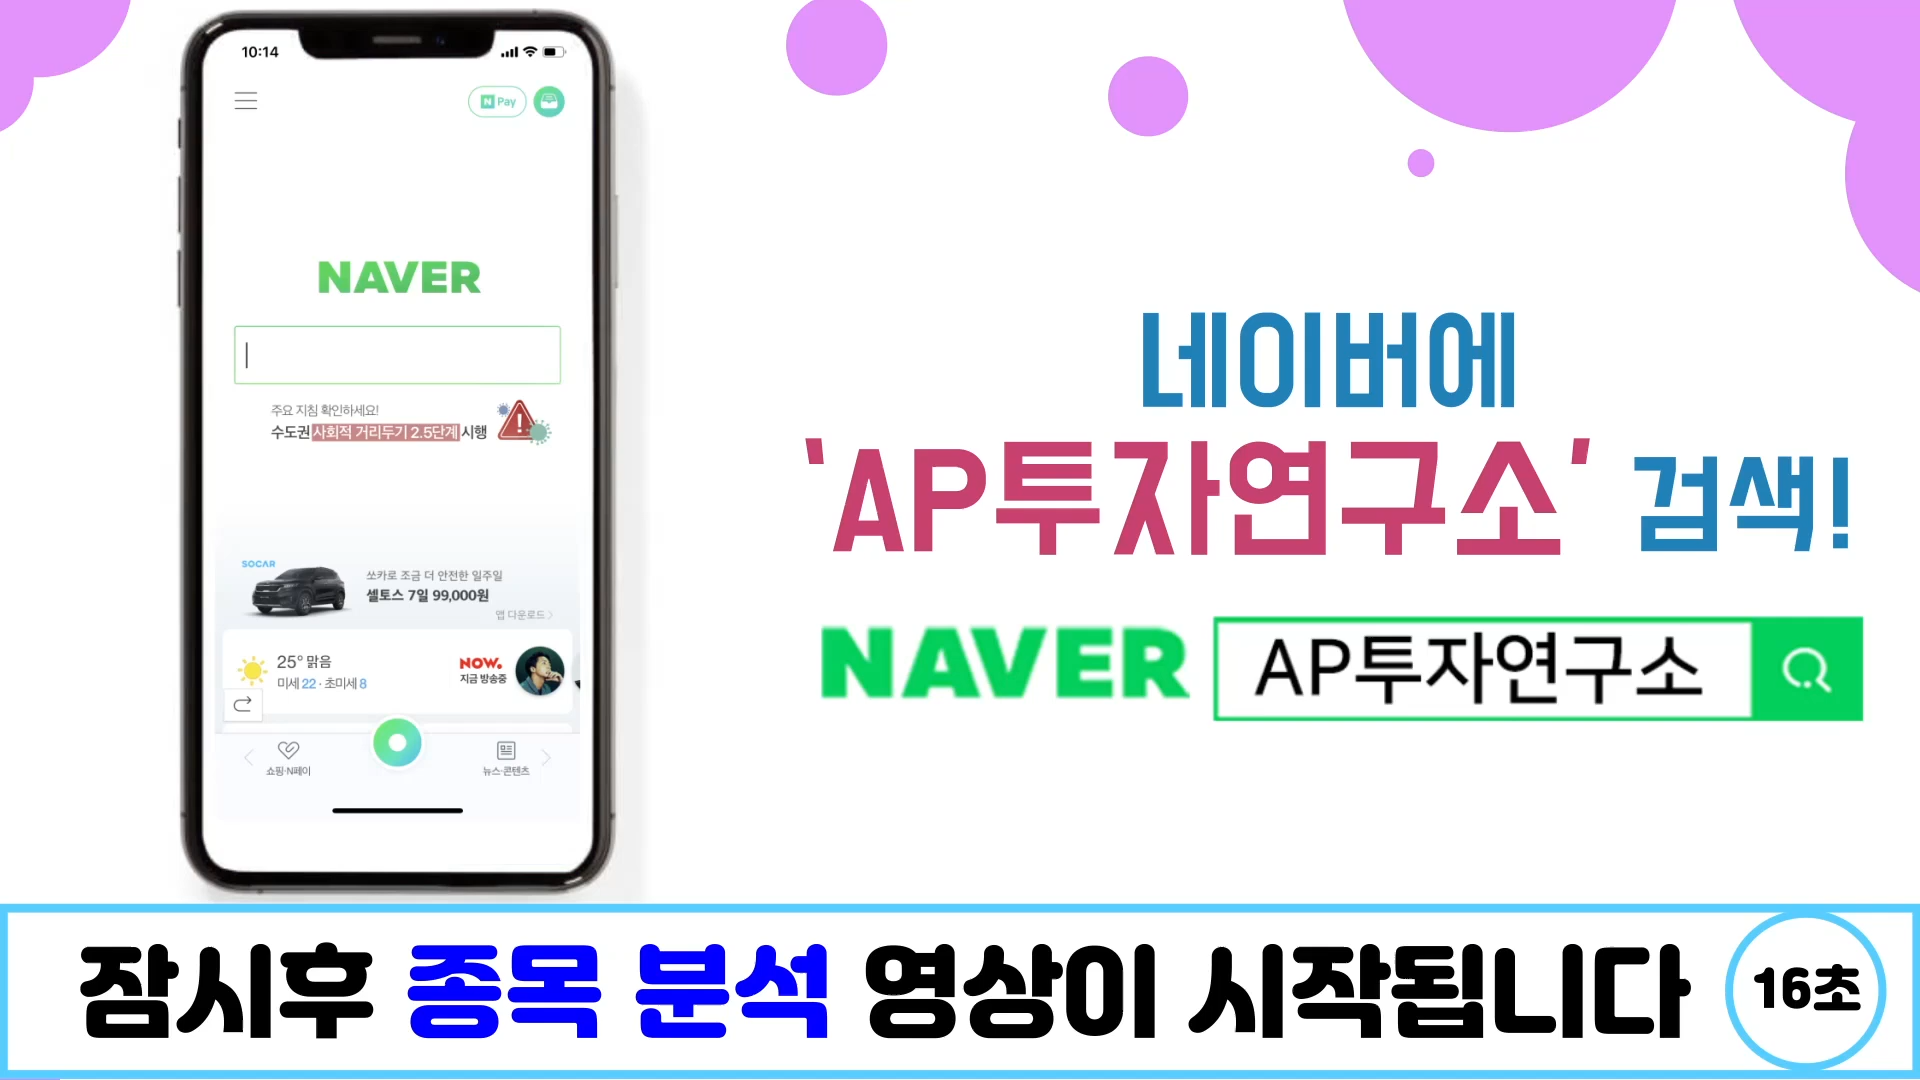 10:14
N Pay
NAVER
주요 지침 확인하세요!
수도권 사회적 거리두기 2.5단계 시행
SOCAR
쏘카로 조금 더 안전한 일주일
셀토스 7일 99,000원
앱 다운로드 >
25° 맑음
미세 22 · 초미세 8
NOW.
지금 방송중
쇼핑·N페이
뉴스·콘텐츠
네이버에
'AP투자연구소' 검색!
NAVER AP투자연구소
잠시후 종목 분석 영상이 시작됩니다 16초